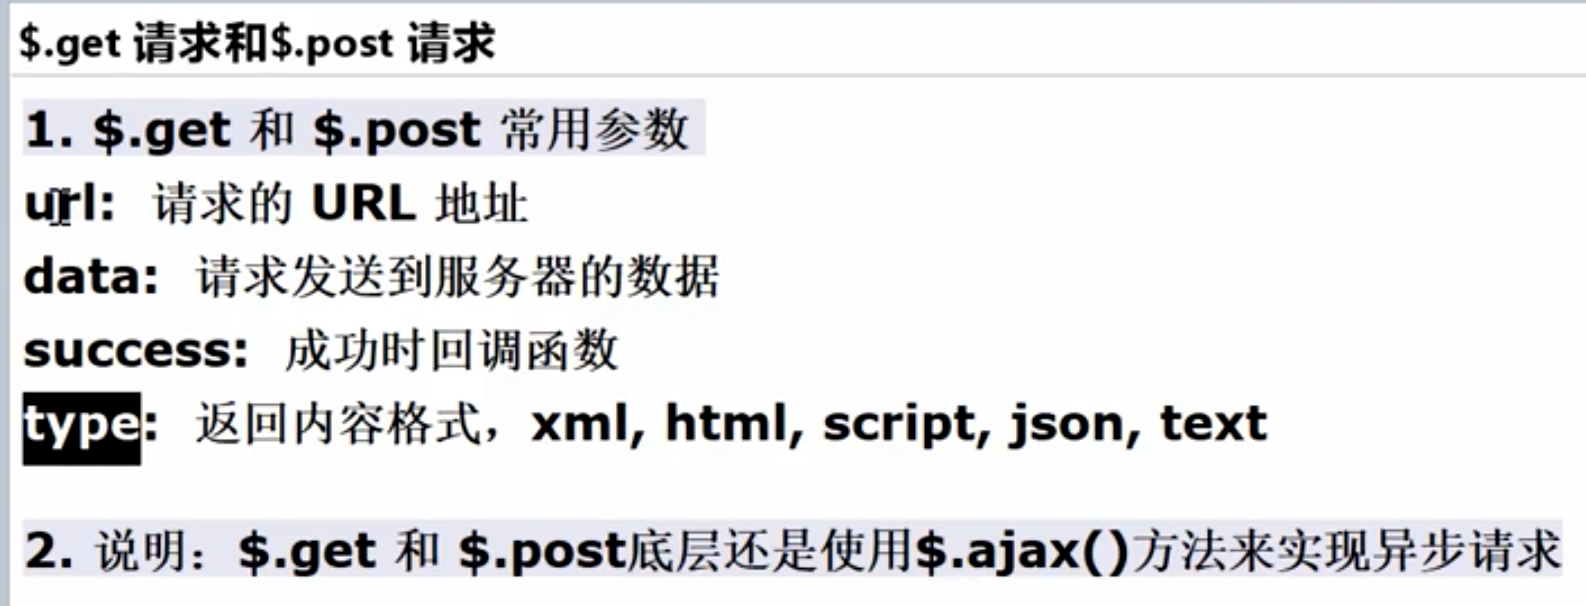 $.get 请求和$.post 请求
1. $.get 和 $.post 常用参数
url: 请求的 URL 地址
data: 请求发送到服务器的数据
success: 成功时回调函数
type: 返回内容格式，xml, html, script, json, text
2. 说明：$.get 和 $.post底层还是使用$.ajax()方法来实现异步请求